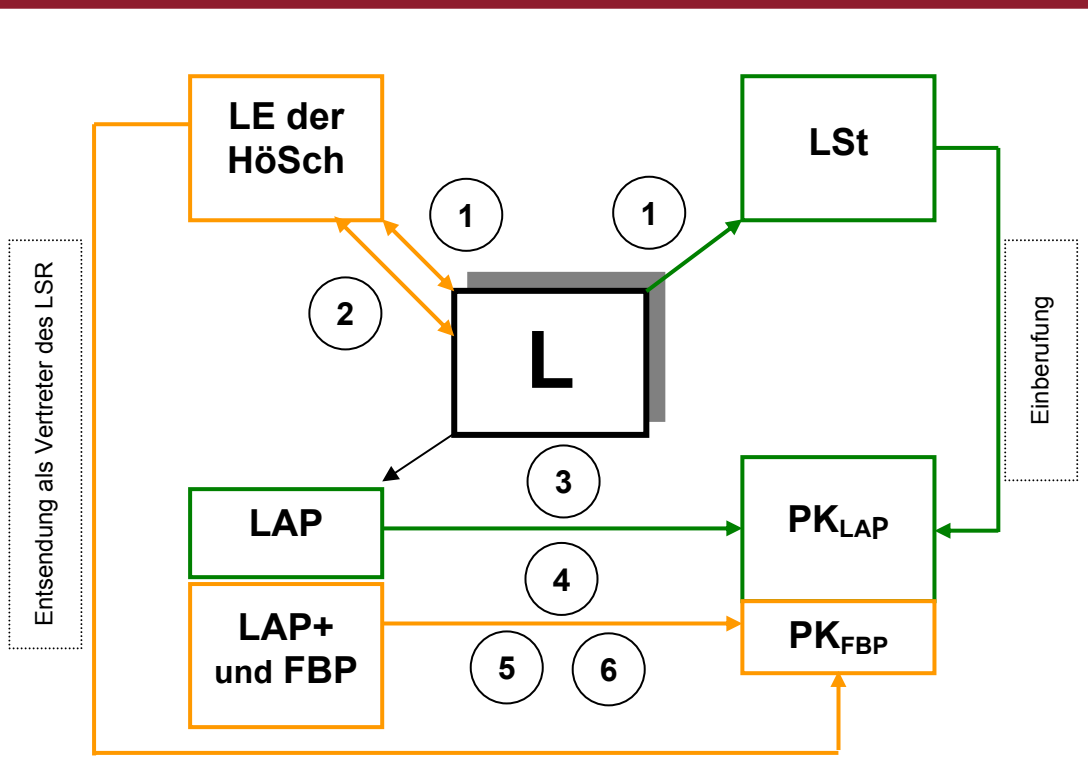 LE der
HöSch
LSt
1
1
2
L
Entsendung als Vertreter des LSR
Einberufung
3
LAP
PKLAP
4
LAP+
und FBP
PKFBP
5
6